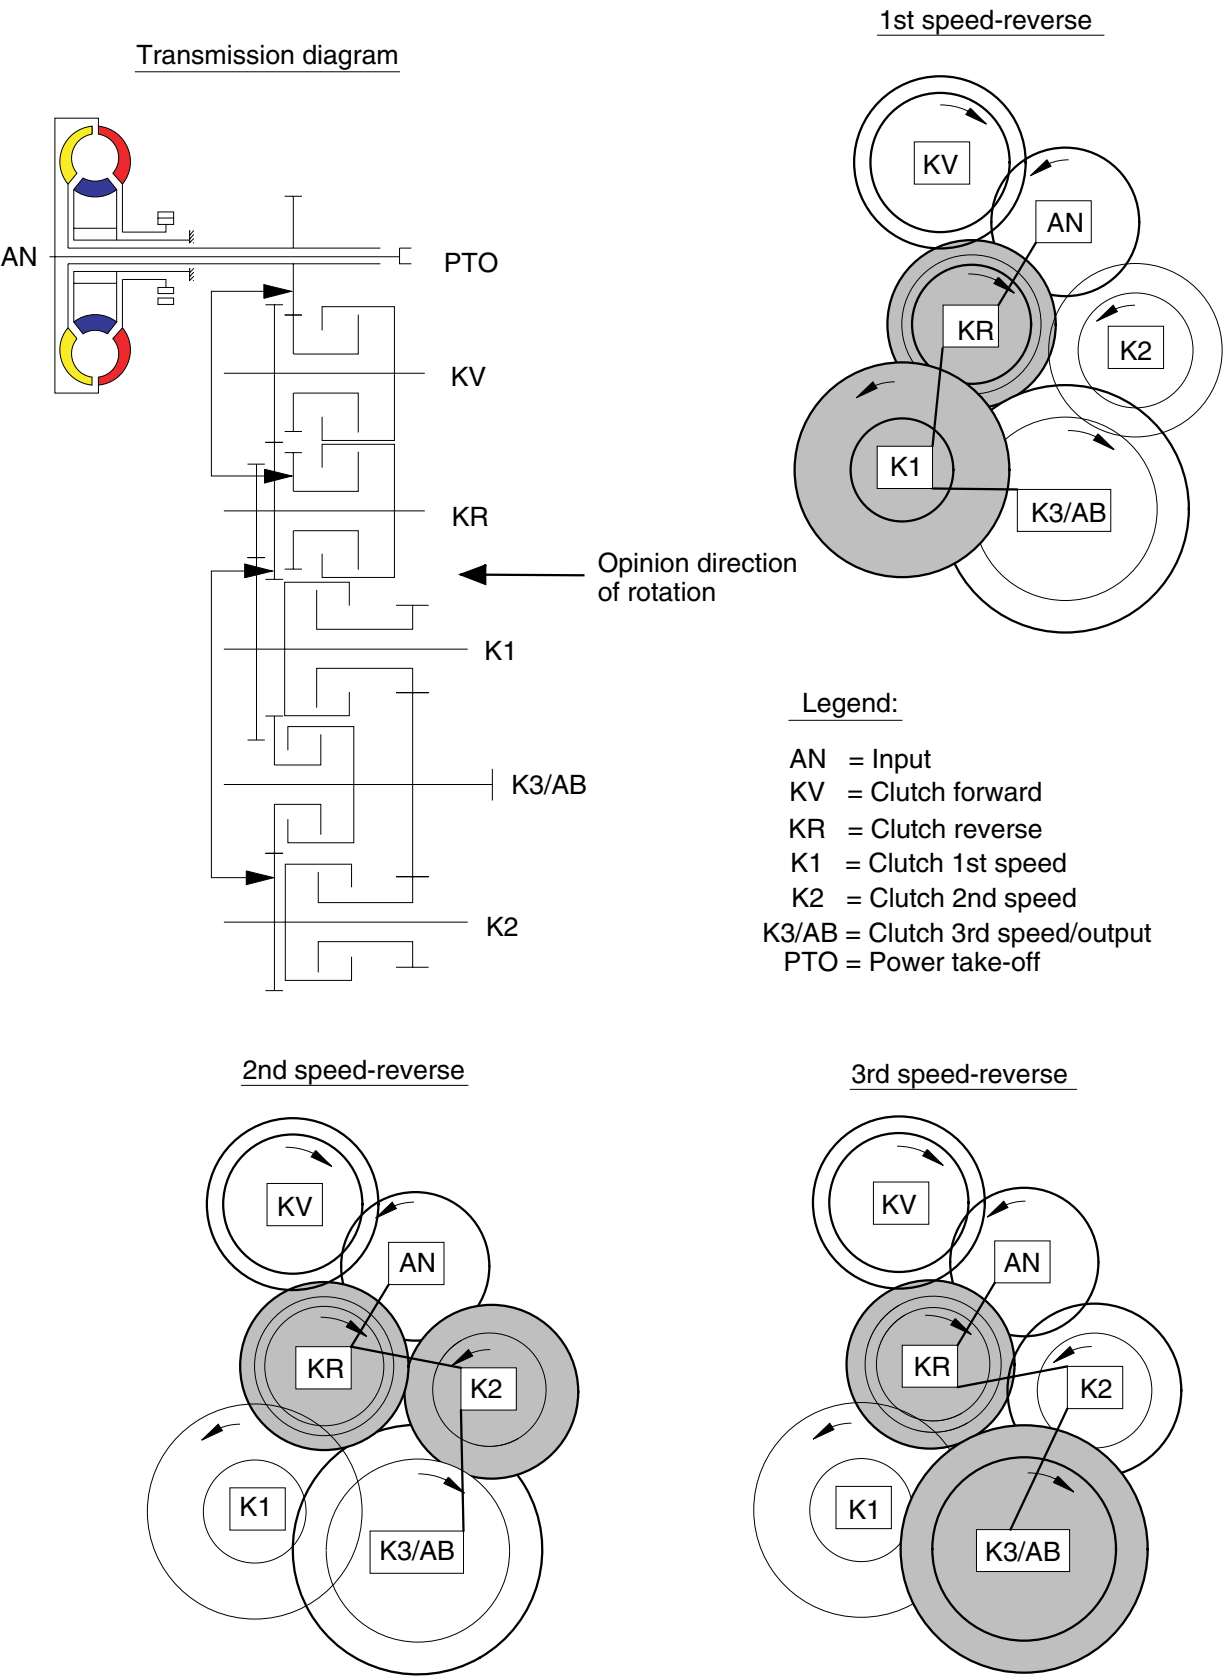 Transmission diagram
AN
PTO
KV
KR
Opinion direction
of rotation
K1
K3/AB
K2
1st speed-reverse
KV
AN
KR
K2
K1
K3/AB
Legend:
AN = Input
KV = Clutch forward
KR = Clutch reverse
K1 = Clutch 1st speed
K2 = Clutch 2nd speed
K3/AB = Clutch 3rd speed/output
PTO = Power take-off
2nd speed-reverse
KV
AN
KR
K2
K1
K3/AB
3rd speed-reverse
KV
AN
KR
K2
K1
K3/AB